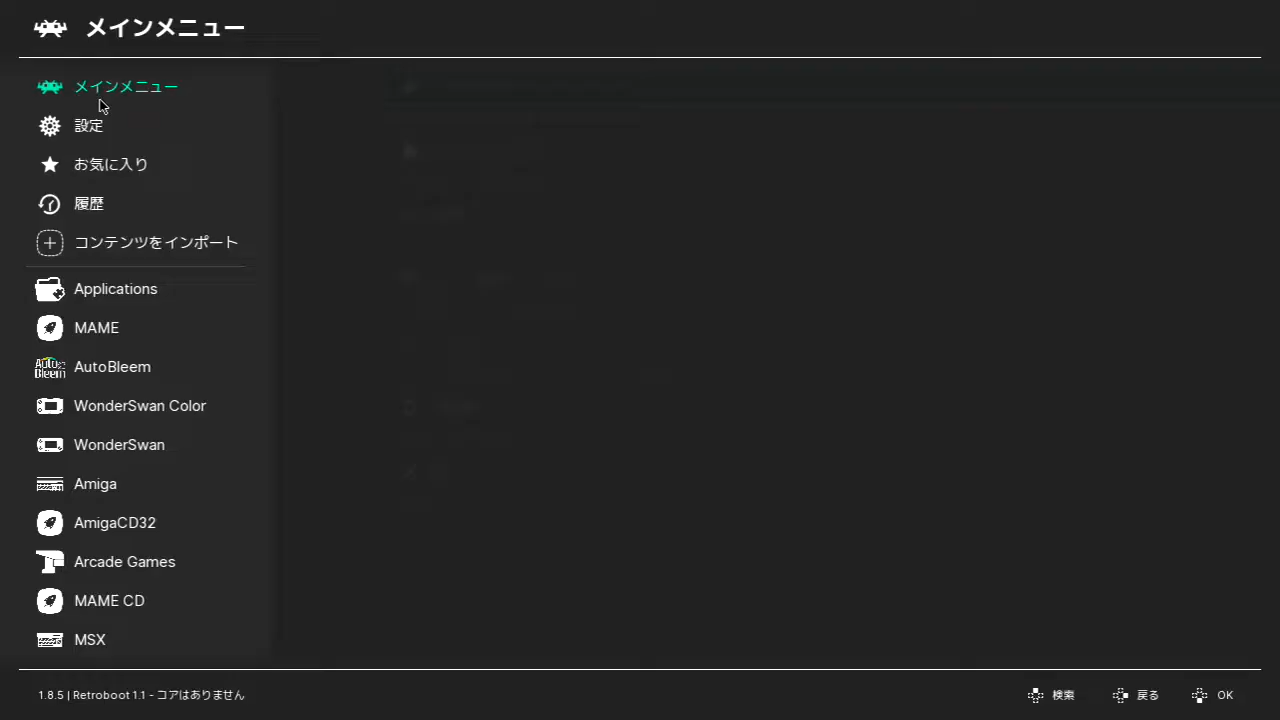 メインメニュー
メインメニュー
設定
お気に入り
履歴
コンテンツをインポート
Applications
MAME
AutoBleem
WonderSwan Color
WonderSwan
Amiga
AmigaCD32
Arcade Games
MAME CD
MSX
1.8.5 | Retroboot 1.1 - コアはありません
検索 戻る OK